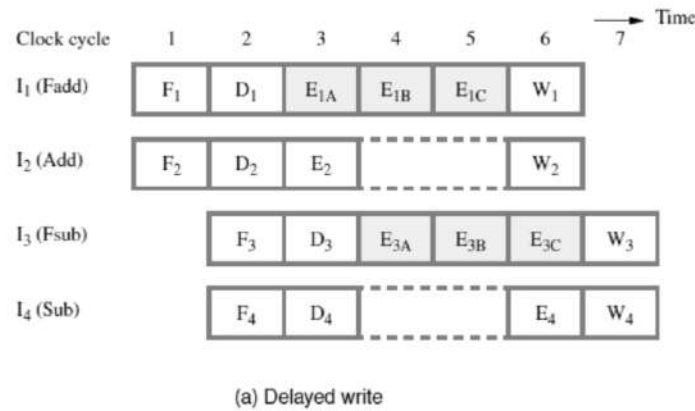 Time
Clock cycle 1 2 3 4 5 6 7
I₁ (Fadd) F₁ D₁ E₁A E₁B E₁C W₁
I₂ (Add) F₂ D₂ E₂ W₂
I₃ (Fsub) F₃ D₃ E₃A E₃B E₃C W₃
I₄ (Sub) F₄ D₄ E₄ W₄
(a) Delayed write